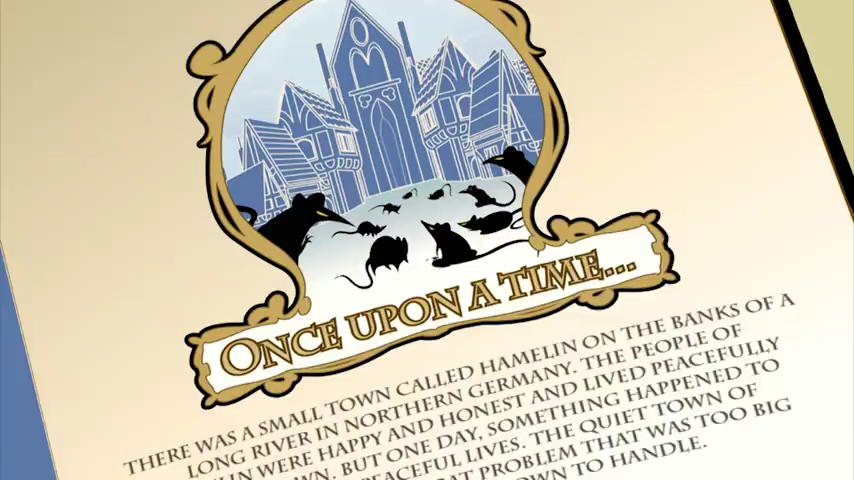 ONCE UPON A TIME...
THERE WAS A SMALL TOWN CALLED HAMELIN ON THE BANKS OF A
LONG RIVER IN NORTHERN GERMANY. THE PEOPLE OF
WERE HAPPY AND HONEST AND LIVED PEACEFULLY
BUT ONE DAY, SOMETHING HAPPENED TO
LIVES. THE QUIET TOWN OF
PROBLEM THAT WAS TOO BIG
TO HANDLE.